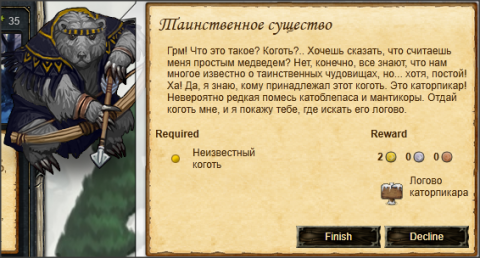 35
Таинственное существо
Грм! Что это такое? Коготь?.. Хочешь сказать, что считаешь
меня простым медведем? Нет, конечно, все знают, что нам
многое известно о таинственных чудовищах, но... хотя, постой!
Ха! Да, я знаю, кому принадлежал этот коготь. Это каторпикар!
Невероятно редкая помесь катоблепаса и мантикоры. Отдай
коготь мне, и я покажу тебе, где искать его логово.
Required
Неизвестный
коготь
Reward
2 0 0
Логово
каторпикара
Finish
Decline